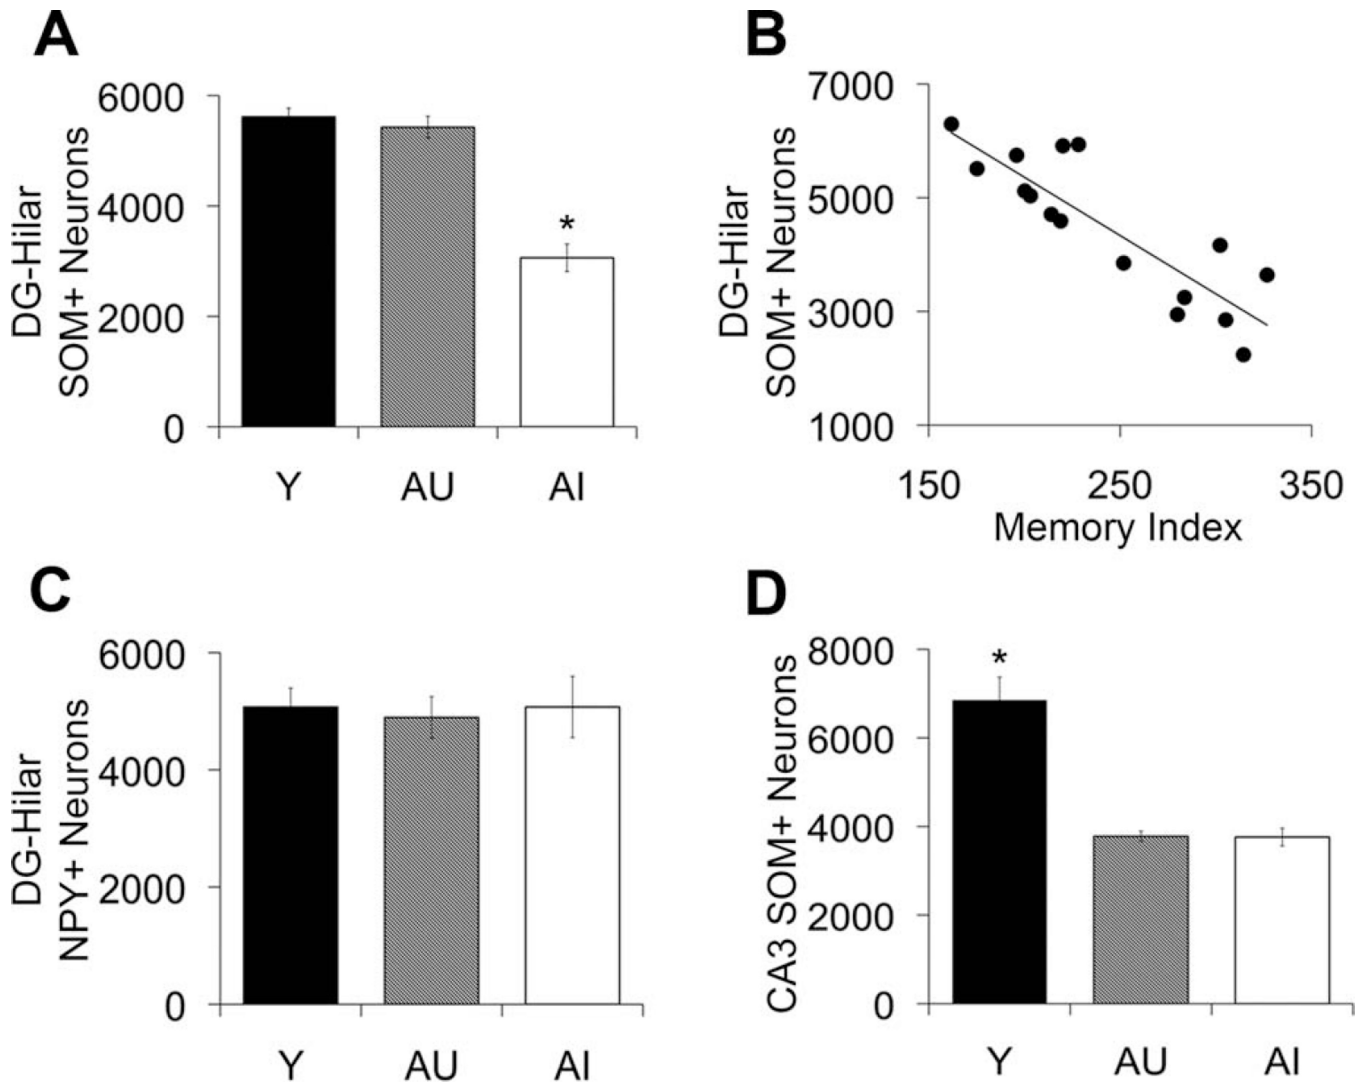 A
DG-Hilar
SOM+ Neurons
6000
4000
2000
0
*
Y AU AI
B
DG-Hilar
SOM+ Neurons
7000
5000
3000
1000
150 250 350
Memory Index
C
DG-Hilar
NPY+ Neurons
6000
4000
2000
0
Y AU AI
D
CA3 SOM+ Neurons
8000
6000
4000
2000
0
*
Y AU AI